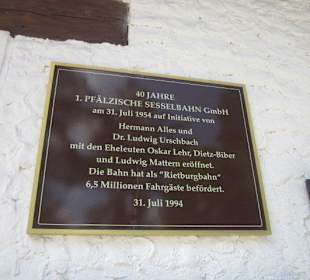 40 JAHRE
1. PFÄLZISCHE SESSELBAHN GmbH
am 31. Juli 1954 auf Initiative von
Hermann Alles und
Dr. Ludwig Urschbach
mit den Eheleuten Oskar Lehr, Dietz-Biber
und Ludwig Mattern eröffnet.
Die Bahn hat als "Rietburgbahn"
6,5 Millionen Fahrgäste befördert.
31. Juli 1994